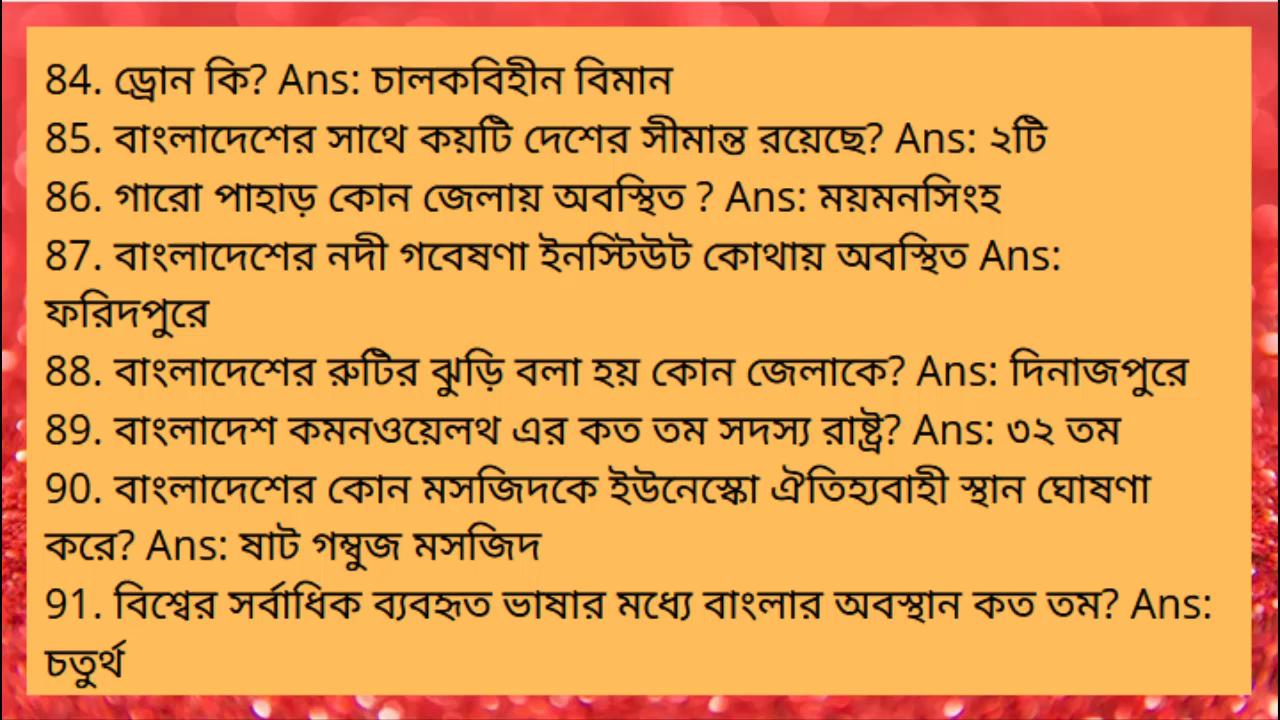 84. ড্রোন কি? Ans: চালকবিহীন বিমান
85. বাংলাদেশের সাথে কয়টি দেশের সীমান্ত রয়েছে? Ans: ২টি
86. গারো পাহাড় কোন জেলায় অবস্থিত ? Ans: ময়মনসিংহ
87. বাংলাদেশের নদী গবেষণা ইনস্টিউট কোথায় অবস্থিত Ans:
ফরিদপুরে
88. বাংলাদেশের রুটির ঝুড়ি বলা হয় কোন জেলাকে? Ans: দিনাজপুরে
89. বাংলাদেশ কমনওয়েলথ এর কত তম সদস্য রাষ্ট্র? Ans: ৩২ তম
90. বাংলাদেশের কোন মসজিদকে ইউনেস্কো ঐতিহ্যবাহী স্থান ঘোষণা
করে? Ans: ষাট গম্বুজ মসজিদ
91. বিশ্বের সর্বাধিক ব্যবহৃত ভাষার মধ্যে বাংলার অবস্থান কত তম? Ans:
চতুর্থ